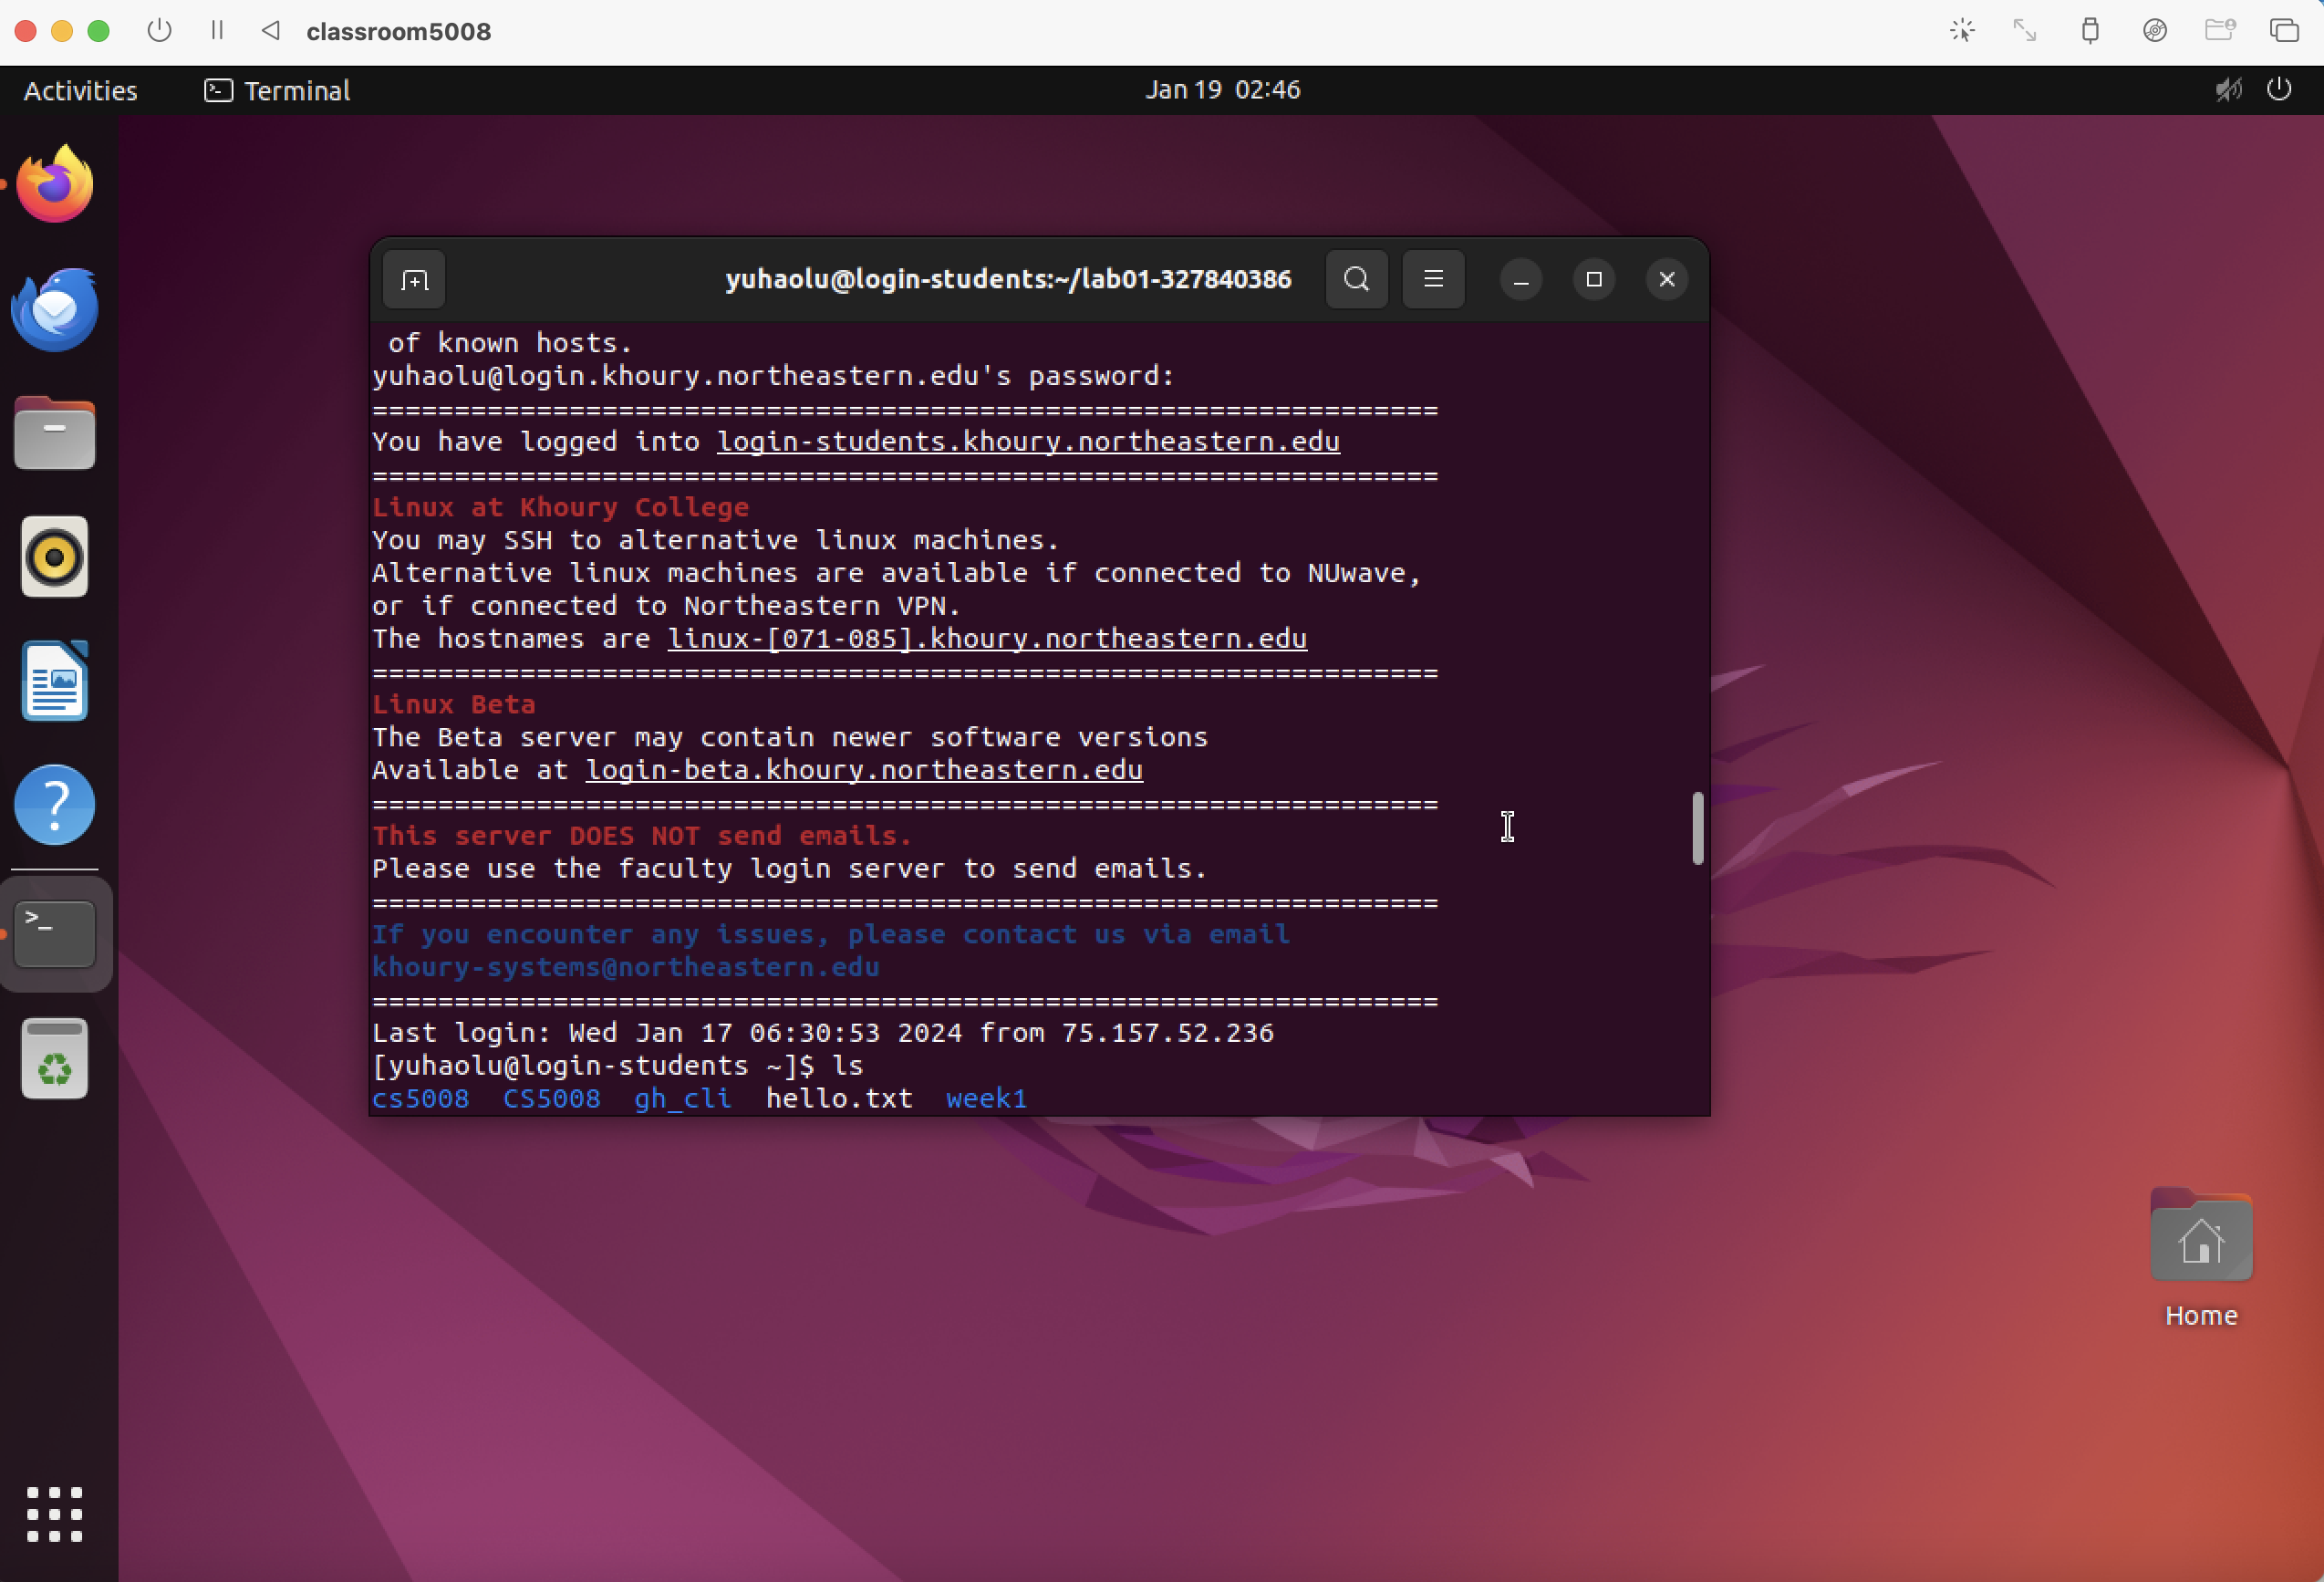 classroom5008
Activities
Terminal
Jan 19 02:46
yuhaolu@login-students:~/lab01-327840386
of known hosts.
yuhaolu@login.khoury.northeastern.edu's password:
=================================================================
You have logged into login-students.khoury.northeastern.edu
=================================================================
Linux at Khoury College
You may SSH to alternative linux machines.
Alternative linux machines are available if connected to NUwave,
or if connected to Northeastern VPN.
The hostnames are linux-[071-085].khoury.northeastern.edu
=================================================================
Linux Beta
The Beta server may contain newer software versions
Available at login-beta.khoury.northeastern.edu
=================================================================
This server DOES NOT send emails.
Please use the faculty login server to send emails.
=================================================================
If you encounter any issues, please contact us via email
khoury-systems@northeastern.edu
=================================================================
Last login: Wed Jan 17 06:30:53 2024 from 75.157.52.236
[yuhaolu@login-students ~]$ ls
cs5008  CS5008  gh_cli  hello.txt  week1
Home